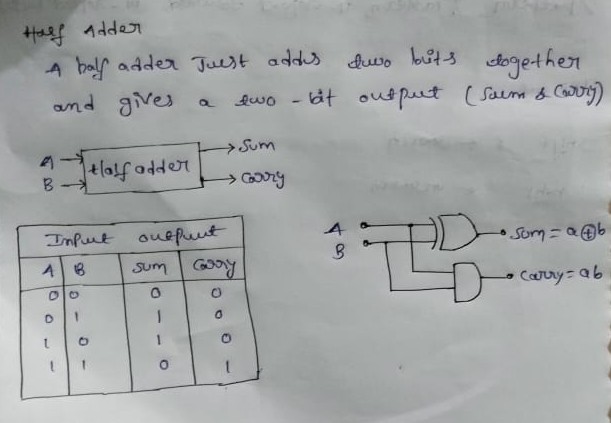 Half Adder
A half adder Just adds two bits together
and gives a two - bit output (Sum & Carry)
A
B
Half adder
Sum
Carry
Input output
A B Sum Carry
0 0 0 0
0 1 1 0
1 0 1 0
1 1 0 1
A
B
Sum = a⊕b
Carry = ab